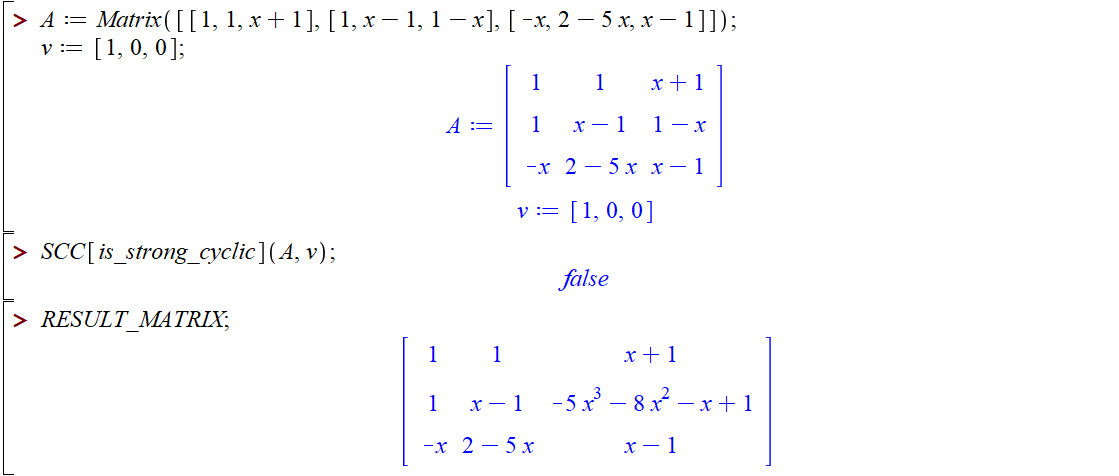 > A := Matrix([[1, 1, x + 1], [1, x − 1, 1 − x], [-x, 2 − 5 x, x − 1]]);
v := [1, 0, 0];
A := [ 1 1 x + 1
1 x − 1 1 − x
-x 2 − 5 x x − 1 ]
v := [1, 0, 0]
> SCC[is_strong_cyclic](A, v);
false
> RESULT_MATRIX;
[ 1 1 x + 1
1 x − 1 -5 x³ − 8 x² − x + 1
-x 2 − 5 x x − 1 ]